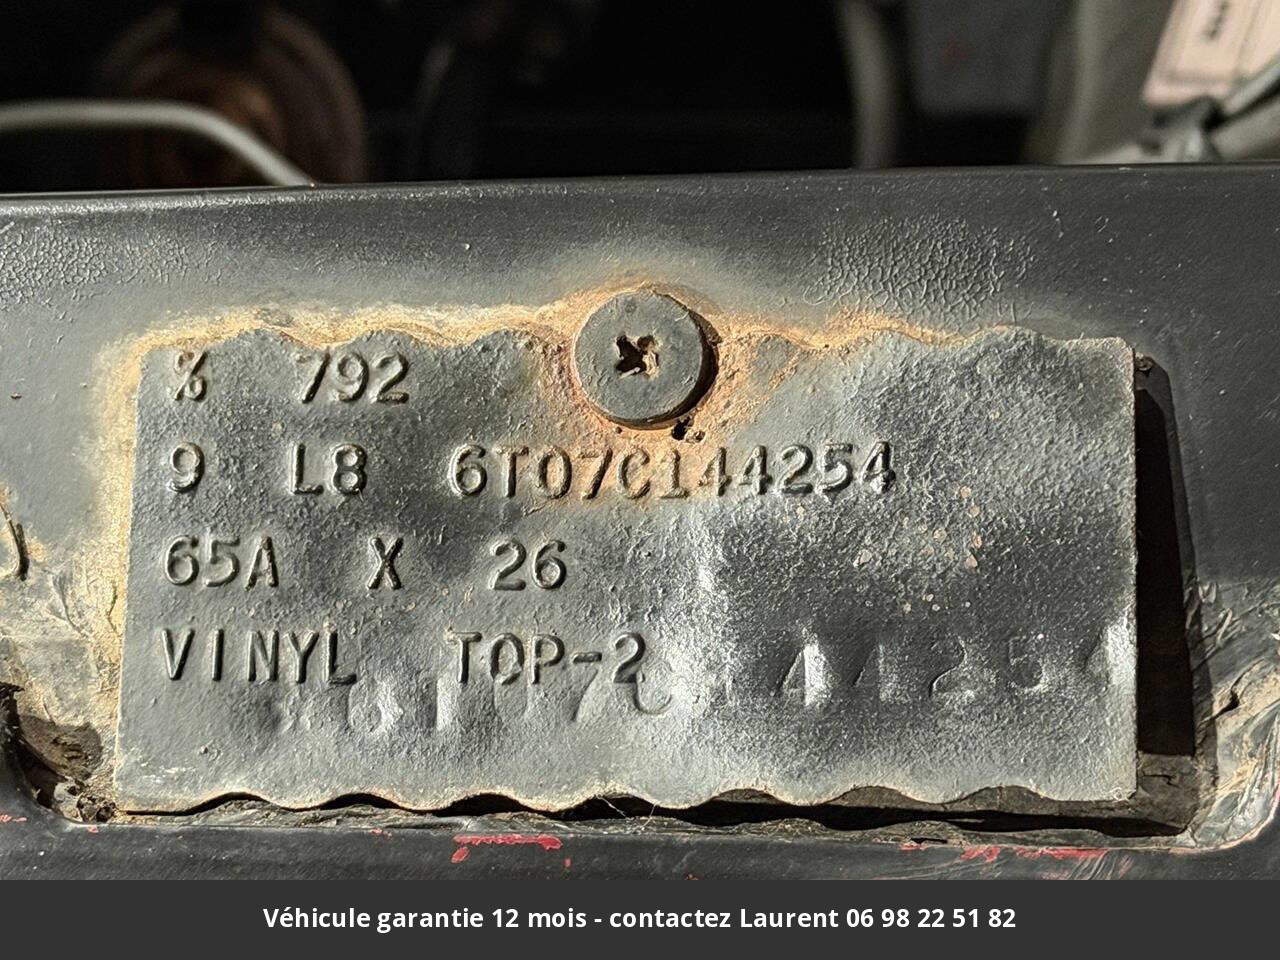 % 792
9 L8 6T07C144254
65A X 26
VINYL TOP-2
6T07C144254
Véhicule garantie 12 mois - contactez Laurent 06 98 22 51 82